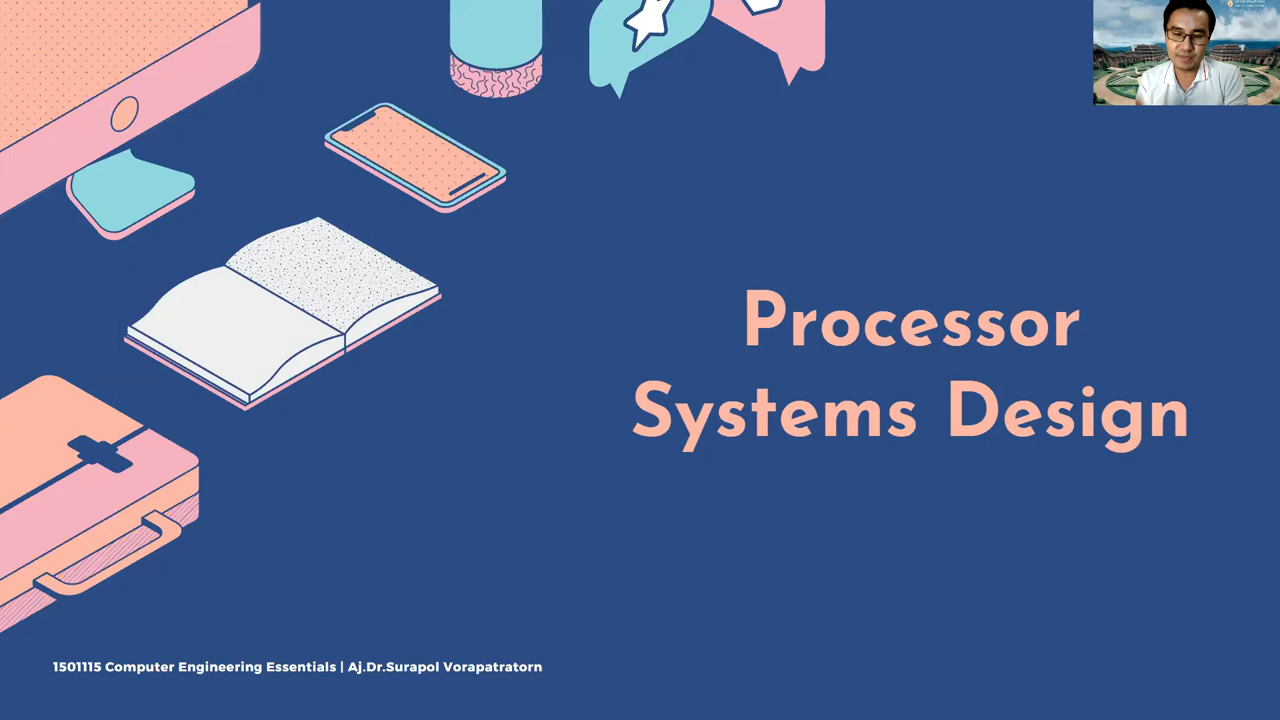 Processor
Systems Design
1501115 Computer Engineering Essentials | Aj.Dr.Surapol Vorapatratorn